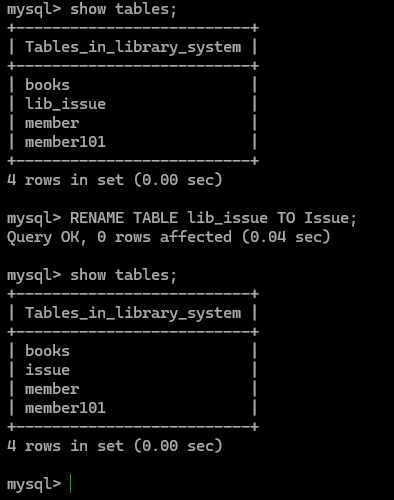 mysql> show tables;
+--------------------------+
| Tables_in_library_system |
+--------------------------+
| books                    |
| lib_issue                |
| member                   |
| member101                |
+--------------------------+
4 rows in set (0.00 sec)
mysql> RENAME TABLE lib_issue TO Issue;
Query OK, 0 rows affected (0.04 sec)
mysql> show tables;
+--------------------------+
| Tables_in_library_system |
+--------------------------+
| books                    |
| issue                    |
| member                   |
| member101                |
+--------------------------+
4 rows in set (0.00 sec)
mysql>